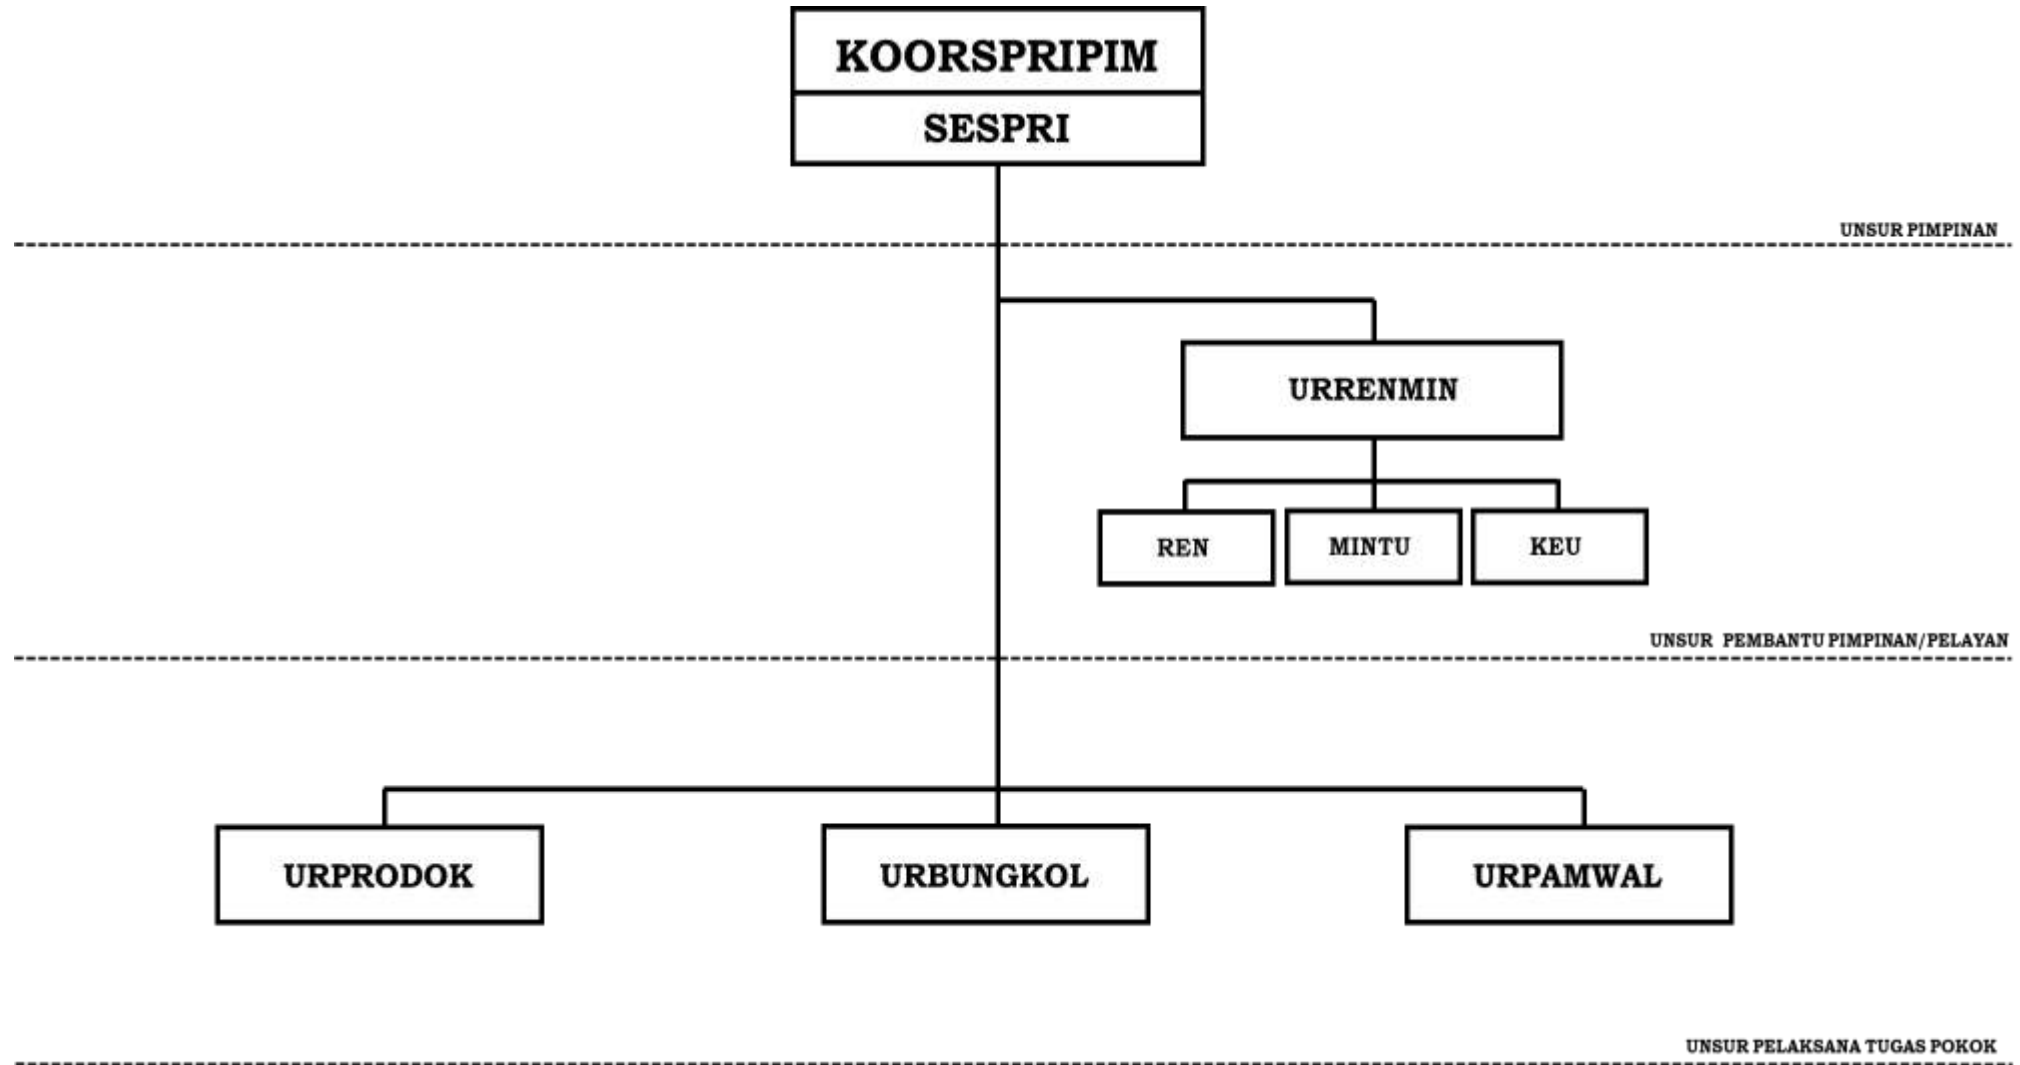 KOORSPRIPIM
SESPRI
UNSUR PIMPINAN
URRENMIN
REN
MINTU
KEU
UNSUR PEMBANTU PIMPINAN/PELAYAN
URPRODOK
URBUNGKOL
URPAMWAL
UNSUR PELAKSANA TUGAS POKOK